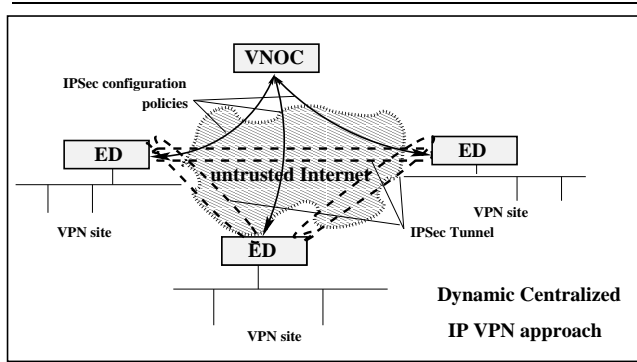 VNOC
IPSec configuration
policies
ED
ED
untrusted Internet
VPN site
IPSec Tunnel
VPN site
ED
Dynamic Centralized
IP VPN approach
VPN site